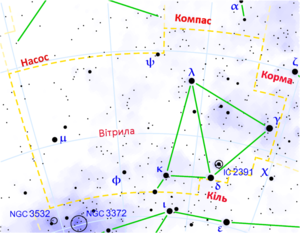 α
Компас
Насос
ψ
ζ
λ
Корма
γ
Вітрила
μ
IC 2391
κ
δ
χ
φ
Кіль
NGC 3532
NGC 3372
ι
ε